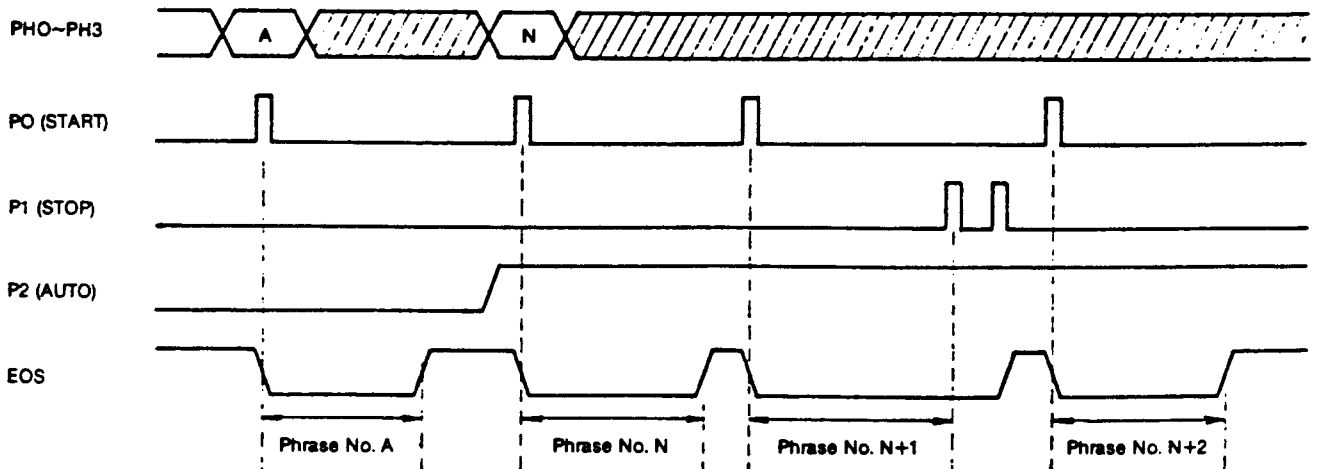 PHO~PH3
A
N
PO (START)
P1 (STOP)
P2 (AUTO)
EOS
Phrase No. A
Phrase No. N
Phrase No. N+1
Phrase No. N+2